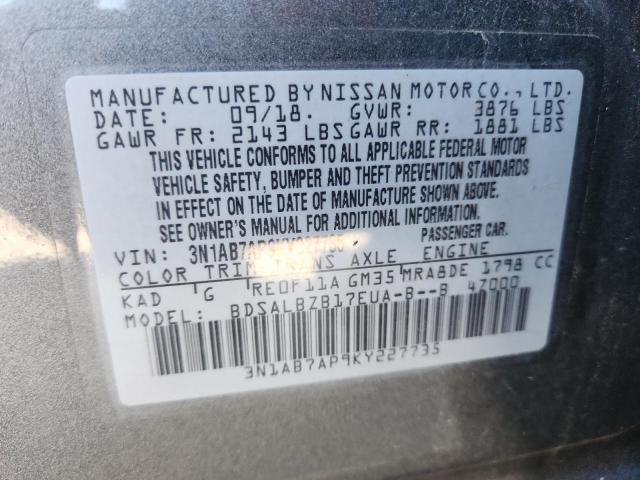 MANUFACTURED BY NISSAN MOTOR CO., LTD.
DATE: 09/18. GVWR: 3876 LBS
GAWR FR: 2143 LBS GAWR RR: 1881 LBS
THIS VEHICLE CONFORMS TO ALL APPLICABLE FEDERAL MOTOR
VEHICLE SAFETY, BUMPER AND THEFT PREVENTION STANDARDS
IN EFFECT ON THE DATE OF MANUFACTURE SHOWN ABOVE.
SEE OWNER'S MANUAL FOR ADDITIONAL INFORMATION.
VIN: 3N1AB7AP9KY227735 PASSENGER CAR.
COLOR TRIM TRANS AXLE ENGINE
KAD G RE0F11A GM35 MRA8DE 1798 CC
MODEL: BDSALBZB17EUA-B--B 47000
3N1AB7AP9KY227735